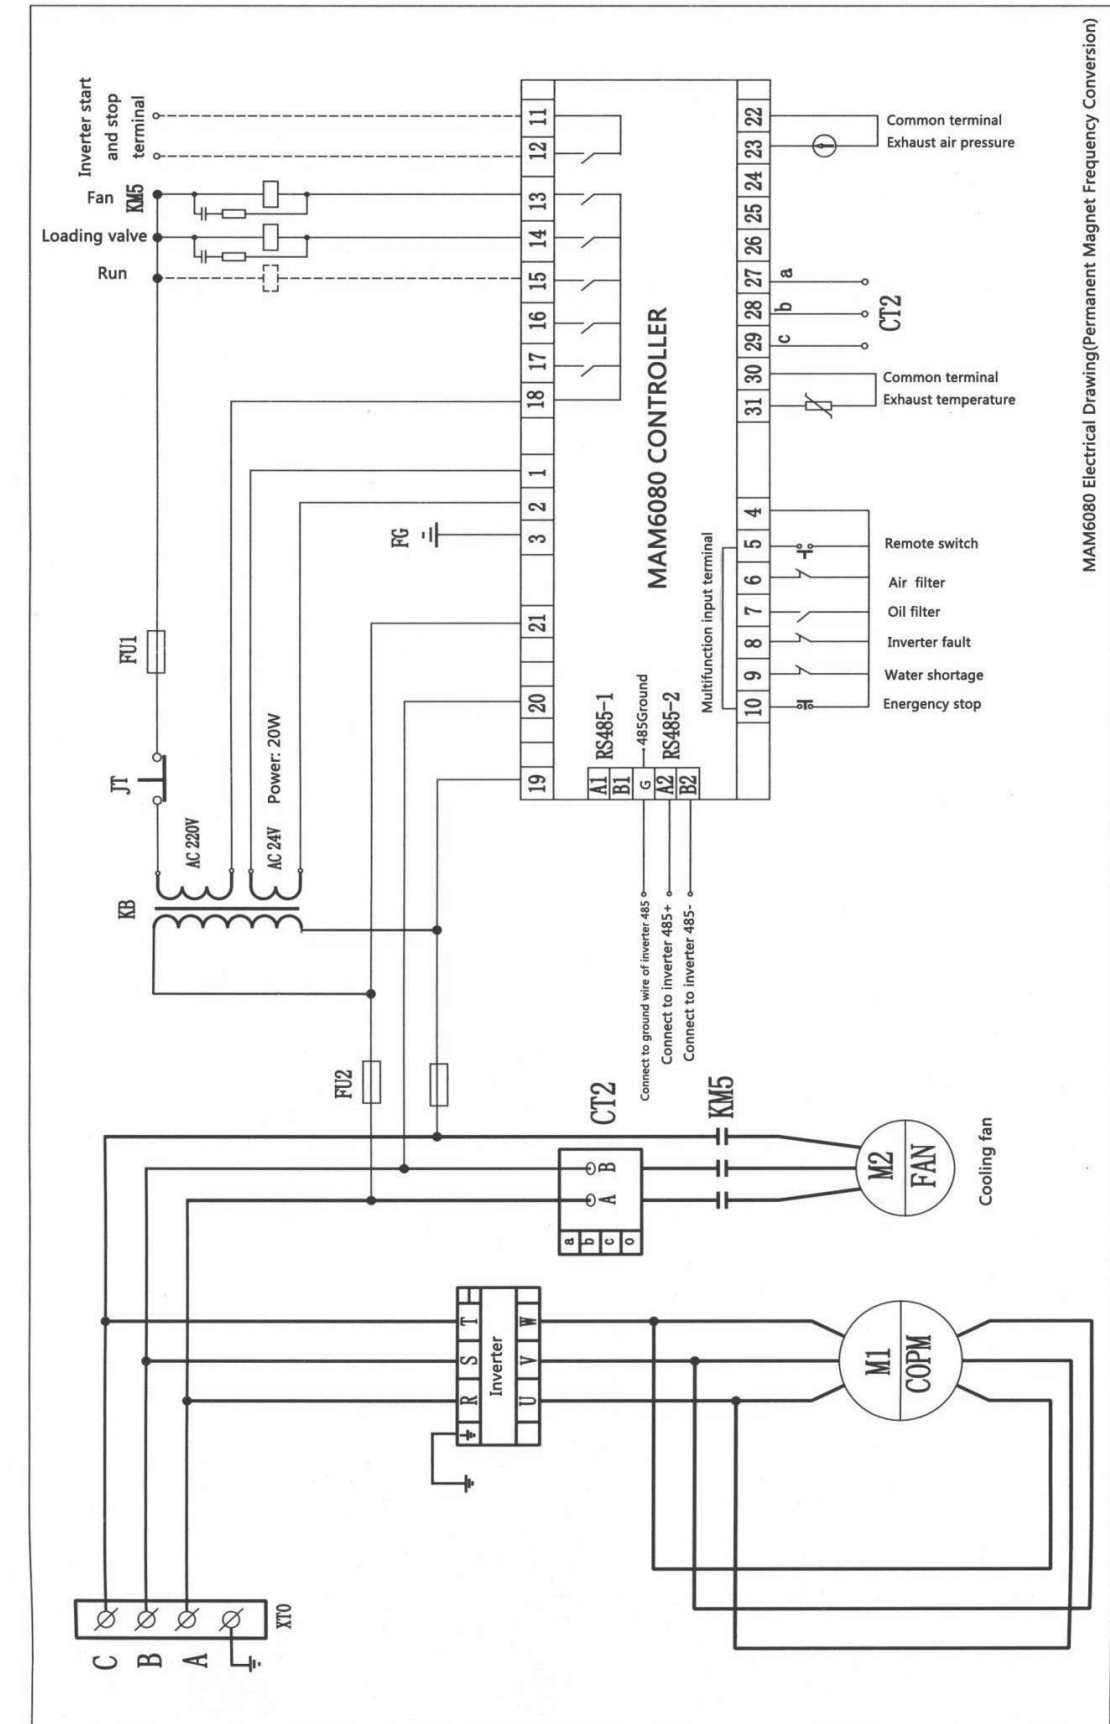 Inverter start
and stop
terminal
Fan
KM5
Loading valve
Run
11
12
13
14
15
16
17
18
1
2
3
21
20
19
22
23
24
25
26
27
28
29
30
31
4
5
6
7
8
9
10
Common terminal
Exhaust air pressure
a
b
c
CT2
Common terminal
Exhaust temperature
MAM6080 CONTROLLER
Multifunction input terminal
Remote switch
Air filter
Oil filter
Inverter fault
Water shortage
Emergency stop
FG
FU1
JT
KB
AC 220V
AC 24V
Power: 20W
A1
B1
G
A2
B2
RS485-1
485Ground
RS485-2
Connect to ground wire of inverter 485
Connect to inverter 485+
Connect to inverter 485-
FU2
CT2
KM5
B
A
a
b
c
o
M2
FAN
Cooling fan
T
S
R
Inverter
W
V
U
M1
COPM
C
B
A
XT0
MAM6080 Electrical Drawing(Permanent Magnet Frequency Conversion)